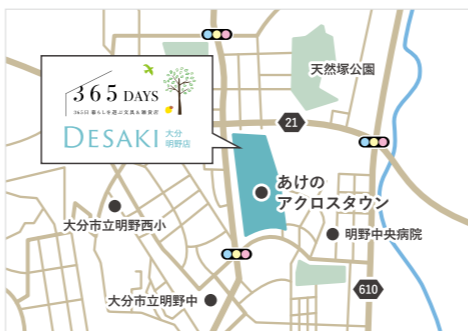 天然塚公園
365 DAYS
365日 暮らしを遊ぶ文具&雑貨店
DESAKI 大分
明野店
21
あけの
アクロスタウン
大分市立明野西小
明野中央病院
大分市立明野中
610